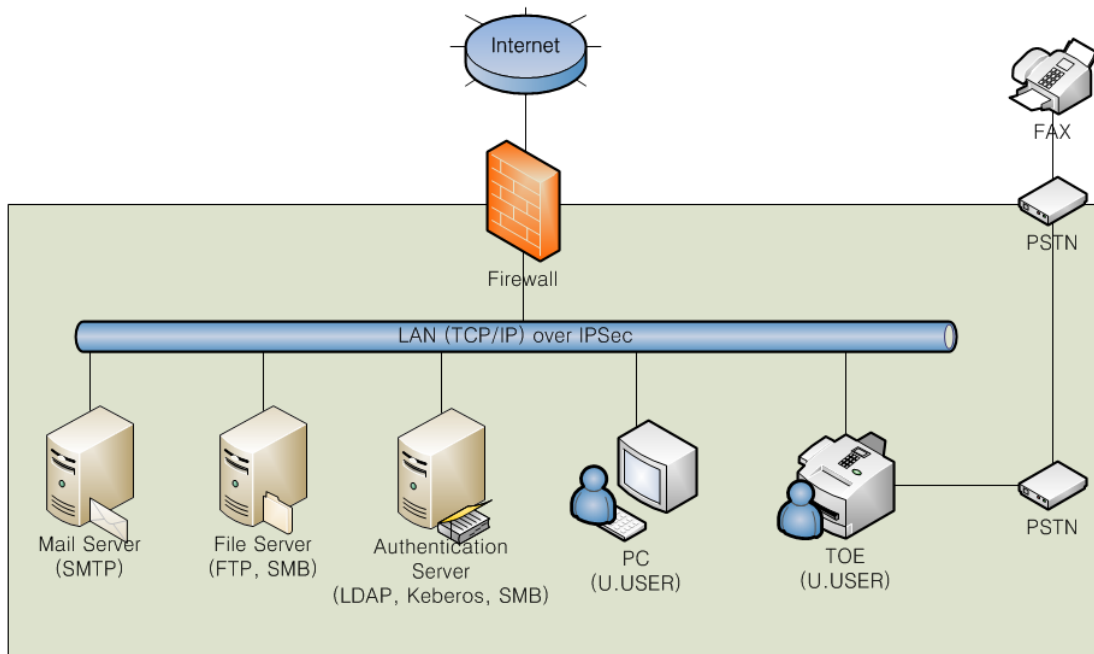 Internet
FAX
PSTN
Firewall
LAN (TCP/IP) over IPSec
Mail Server
(SMTP)
File Server
(FTP, SMB)
Authentication
Server
(LDAP, Keberos, SMB)
PC
(U.USER)
TOE
(U.USER)
PSTN